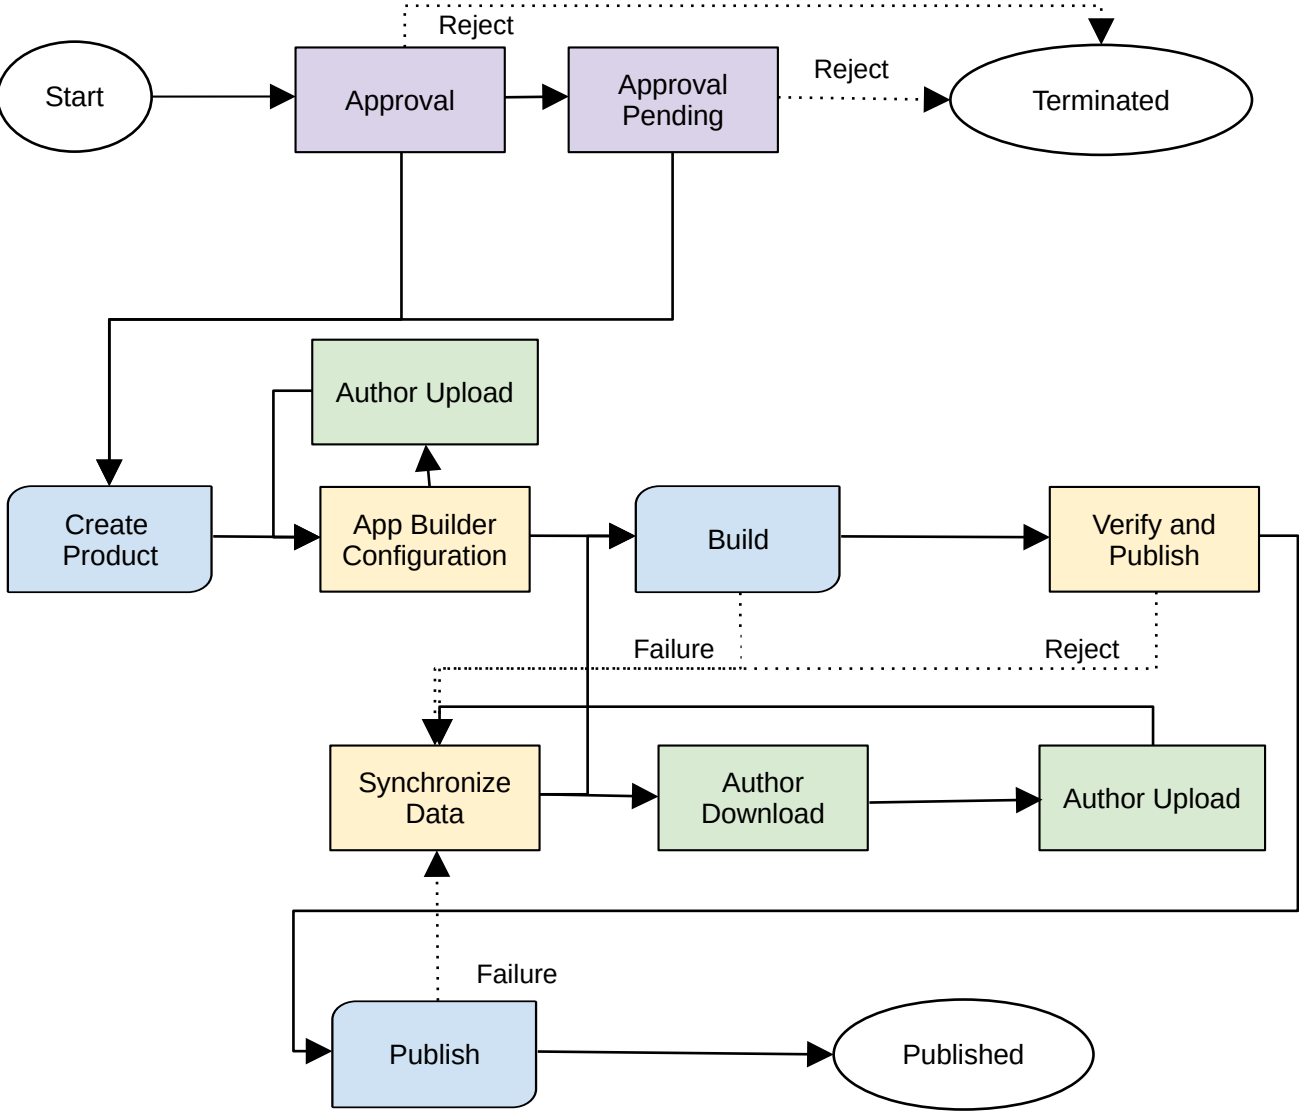 Reject
Start
Approval
Approval
Pending
Reject
Terminated
Author Upload
Create
Product
App Builder
Configuration
Build
Verify and
Publish
Failure
Reject
Synchronize
Data
Author
Download
Author Upload
Failure
Publish
Published